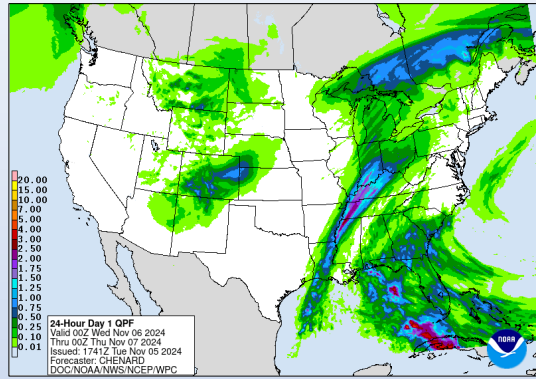 20.00
15.00
10.00
7.00
5.00
4.00
3.00
2.50
2.00
1.75
1.50
1.25
1.00
0.75
0.50
0.25
0.10
0.01
24-Hour Day 1 QPF
Valid 00Z Wed Nov 06 2024
Thru 00Z Thu Nov 07 2024
Issued: 1741Z Tue Nov 05 2024
Forecaster: CHENARD
DOC/NOAA/NWS/NCEP/WPC
NOAA